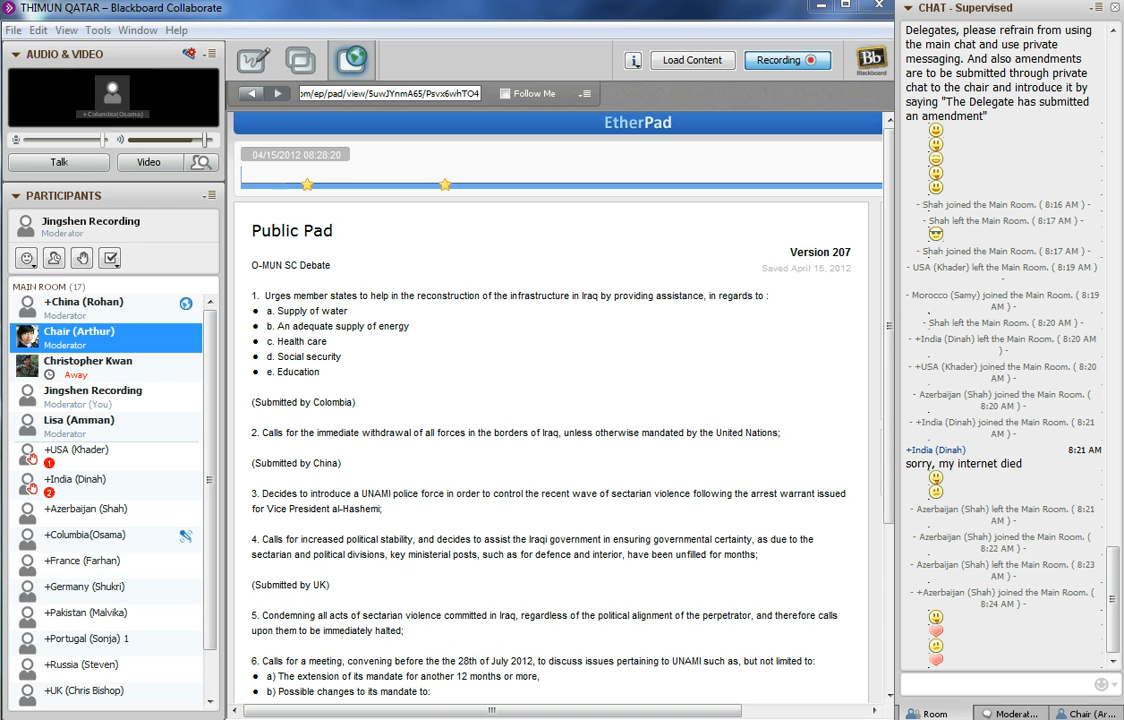 THIMUN QATAR – Blackboard Collaborate
File Edit View Tools Window Help
AUDIO & VIDEO
+Columbia(Osama)
Talk
Video
PARTICIPANTS
Jingshen Recording
Moderator
MAIN ROOM (17)
+China (Rohan)
Moderator
Chair (Arthur)
Moderator
Christopher Kwan
Away
Jingshen Recording
Moderator (You)
Lisa (Amman)
Moderator
+USA (Khader)
1
+India (Dinah)
2
+Azerbaijan (Shah)
+Columbia(Osama)
+France (Farhan)
+Germany (Shukri)
+Pakistan (Malvika)
+Portugal (Sonja) 1
+Russia (Steven)
+UK (Chris Bishop)
Load Content
Recording
Bb
Blackboard
om/ep/pad/view/5uwJYnmA65/Psvx6whTO4
Follow Me
EtherPad
04/15/2012 08:28:20
Public Pad
Version 207
Saved April 15, 2012
O-MUN SC Debate
1. Urges member states to help in the reconstruction of the infrastructure in Iraq by providing assistance, in regards to :
a. Supply of water
b. An adequate supply of energy
c. Health care
d. Social security
e. Education
(Submitted by Colombia)
2. Calls for the immediate withdrawal of all forces in the borders of Iraq, unless otherwise mandated by the United Nations;
(Submitted by China)
3. Decides to introduce a UNAMI police force in order to control the recent wave of sectarian violence following the arrest warrant issued
for Vice President al-Hashemi;
4. Calls for increased political stability, and decides to assist the Iraqi government in ensuring governmental certainty, as due to the
sectarian and political divisions, key ministerial posts, such as for defence and interior, have been unfilled for months;
(Submitted by UK)
5. Condemning all acts of sectarian violence committed in Iraq, regardless of the political alignment of the perpetrator, and therefore calls
upon them to be immediately halted;
6. Calls for a meeting, convening before the the 28th of July 2012, to discuss issues pertaining to UNAMI such as, but not limited to:
a) The extension of its mandate for another 12 months or more,
b) Possible changes to its mandate to:
CHAT - Supervised
Delegates, please refrain from using
the main chat and use private
messaging. And also amendments
are to be submitted through private
chat to the chair and introduce it by
saying "The Delegate has submitted
an amendment"
- Shah joined the Main Room. ( 8:16 AM ) -
- Shah left the Main Room. ( 8:17 AM ) -
- Shah joined the Main Room. ( 8:17 AM ) -
- USA (Khader) left the Main Room. ( 8:19
AM ) -
- Morocco (Samy) joined the Main Room. ( 8:19
AM ) -
- Shah left the Main Room. ( 8:20 AM ) -
- +India (Dinah) left the Main Room. ( 8:20 AM
) -
- +USA (Khader) joined the Main Room. ( 8:20
AM ) -
- Azerbaijan (Shah) joined the Main Room. (
8:20 AM ) -
- +India (Dinah) joined the Main Room. ( 8:21
AM ) -
+India (Dinah) 8:21 AM
sorry, my internet died
- Azerbaijan (Shah) left the Main Room. ( 8:21
AM ) -
- Azerbaijan (Shah) joined the Main Room. (
8:22 AM ) -
- Azerbaijan (Shah) left the Main Room. ( 8:23
AM ) -
- +Azerbaijan (Shah) joined the Main Room. (
8:24 AM ) -
Room
Moderat...
Chair (Ar...